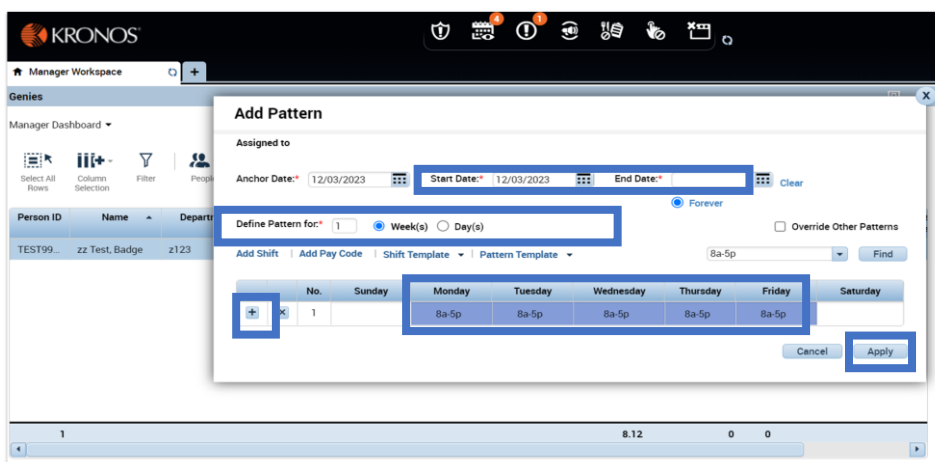 KRONOS
4
1
Manager Workspace
+
Genies
X
Manager Dashboard
Select All Rows
Column Selection
Filter
People
Person ID Name Departm
TEST99... zz Test, Badge z123
Add Pattern
Assigned to
Anchor Date:* 12/03/2023 Start Date:* 12/03/2023 End Date:* Clear
Forever
Define Pattern for:* 1 Week(s) Day(s) Override Other Patterns
Add Shift | Add Pay Code | Shift Template | Pattern Template 8a-5p Find
No. Sunday Monday Tuesday Wednesday Thursday Friday Saturday
+ × 1 8a-5p 8a-5p 8a-5p 8a-5p 8a-5p
Cancel Apply
1 8.12 0 0